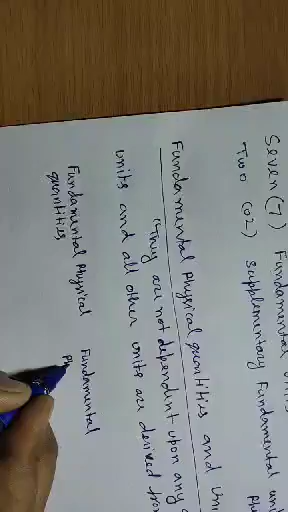 Seven (7) Fundamental
Two (02) supplementary Fundamental
Fundamental Physical quantities and
"They are not dependent upon any
units and all other units are derived from
Fundamental Physical Fundamental
quantities Ph